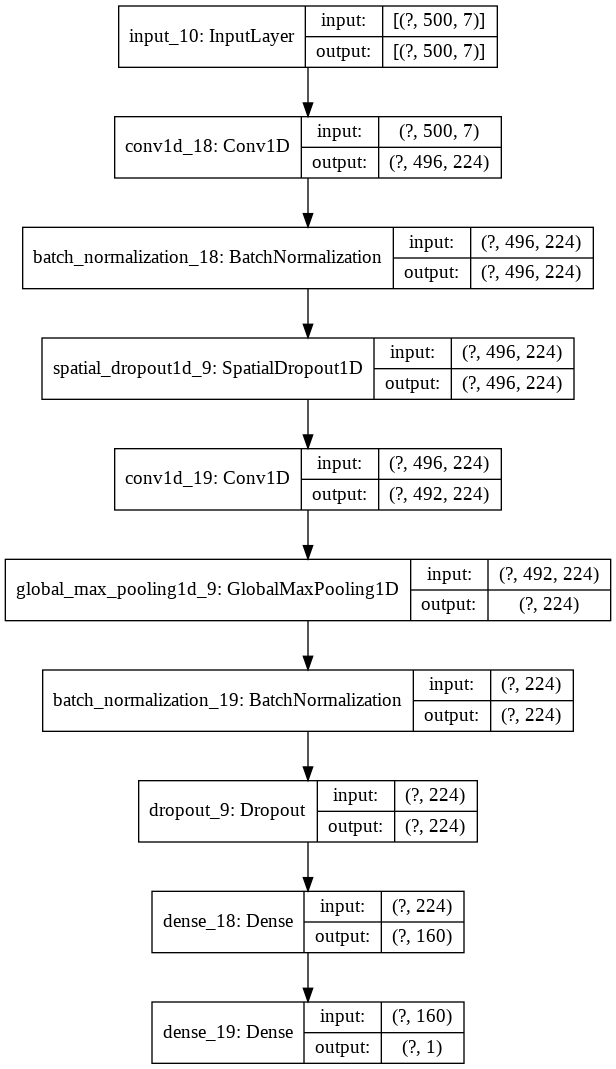 input_10: InputLayer
input: [(?, 500, 7)]
output: [(?, 500, 7)]
conv1d_18: Conv1D
input: (?, 500, 7)
output: (?, 496, 224)
batch_normalization_18: BatchNormalization
input: (?, 496, 224)
output: (?, 496, 224)
spatial_dropout1d_9: SpatialDropout1D
input: (?, 496, 224)
output: (?, 496, 224)
conv1d_19: Conv1D
input: (?, 496, 224)
output: (?, 492, 224)
global_max_pooling1d_9: GlobalMaxPooling1D
input: (?, 492, 224)
output: (?, 224)
batch_normalization_19: BatchNormalization
input: (?, 224)
output: (?, 224)
dropout_9: Dropout
input: (?, 224)
output: (?, 224)
dense_18: Dense
input: (?, 224)
output: (?, 160)
dense_19: Dense
input: (?, 160)
output: (?, 1)